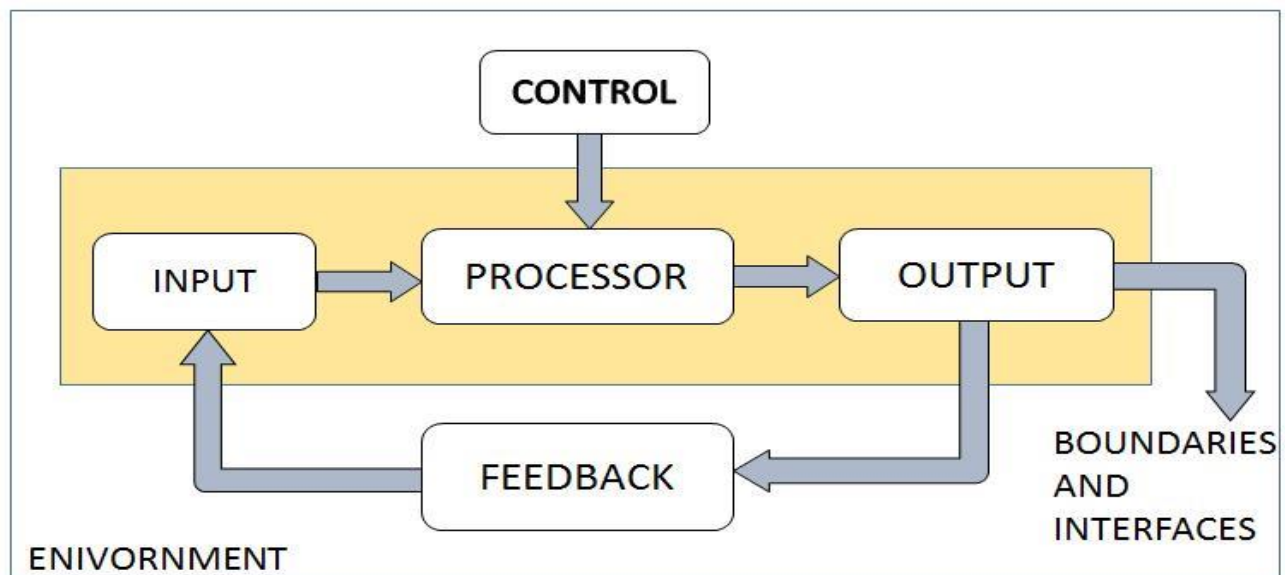 CONTROL
INPUT
PROCESSOR
OUTPUT
FEEDBACK
BOUNDARIES
AND
INTERFACES
ENIVORNMENT